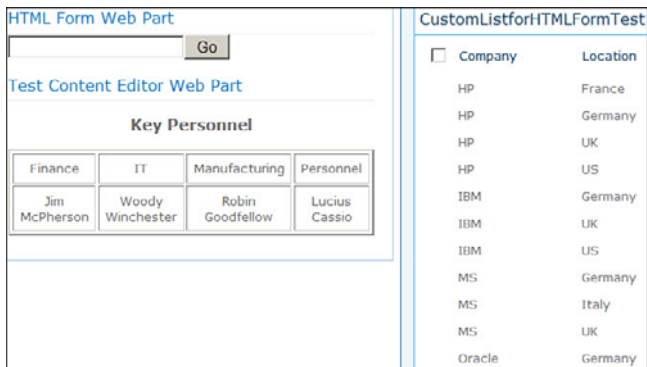 HTML Form Web Part
Go
Test Content Editor Web Part
Key Personnel
Finance IT Manufacturing Personnel
Jim McPherson Woody Winchester Robin Goodfellow Lucius Cassio
CustomListforHTMLFormTest
Company Location
HP France
HP Germany
HP UK
HP US
IBM Germany
IBM UK
IBM US
MS Germany
MS Italy
MS UK
Oracle Germany